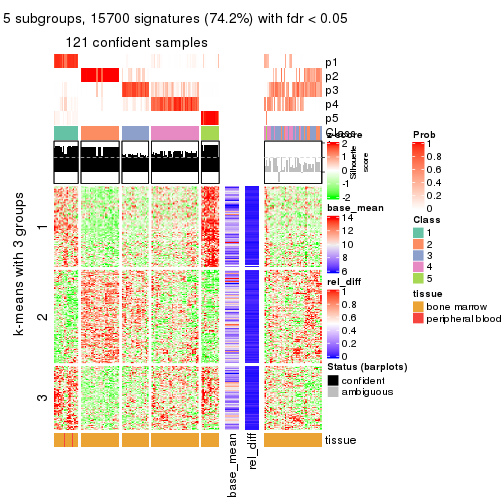 5 subgroups, 15700 signatures (74.2%) with fdr < 0.05
121 confident samples
p1
p2
p3
p4
p5
Class
Silhouette
score
k-means with 3 groups
1
2
3
tissue
base_mean
rel_diff
z-score
2
1
0
-1
-2
base_mean
14
12
10
8
6
rel_diff
1
0.8
0.6
0.4
0.2
0
Status (barplots)
confident
ambiguous
Prob
1
0.8
0.6
0.4
0.2
0
Class
1
2
3
4
5
tissue
bone marrow
peripheral blood